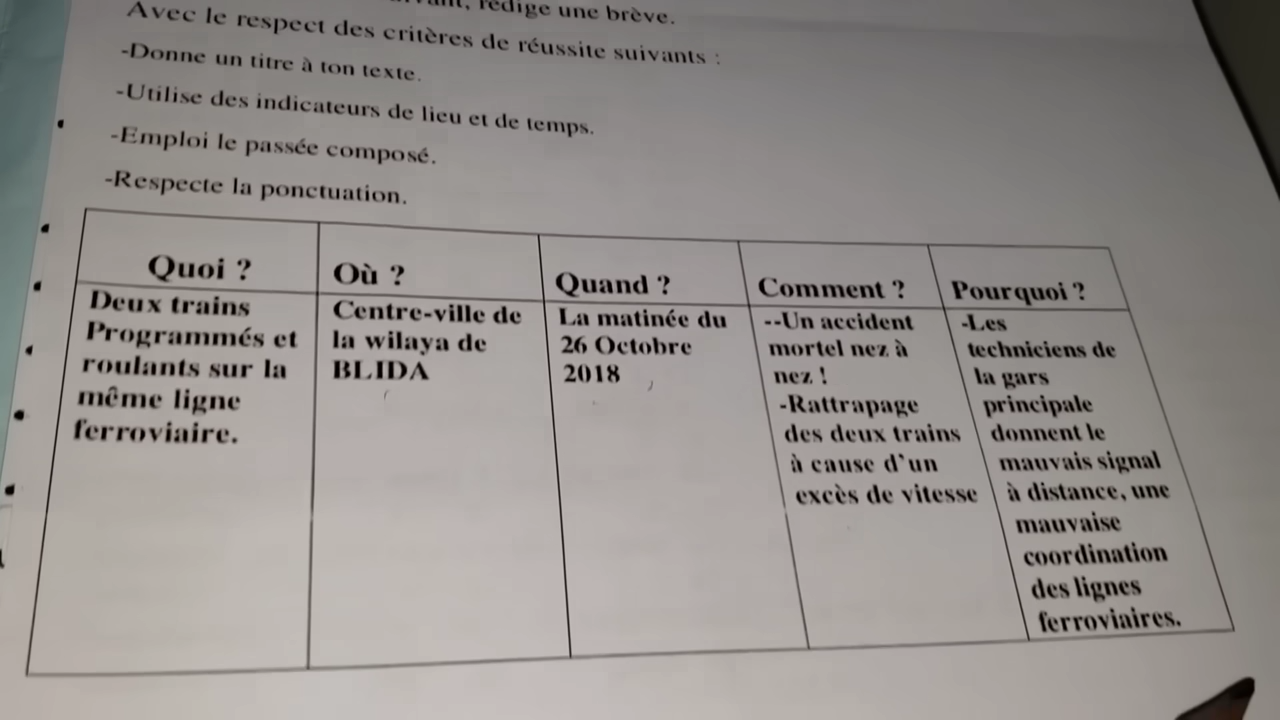 rédige une brève.
Avec le respect des critères de réussite suivants :
-Donne un titre à ton texte.
-Utilise des indicateurs de lieu et de temps.
-Emploi le passée composé.
-Respecte la ponctuation.
Quoi ?
Deux trains
Programmés et
roulants sur la
même ligne
ferroviaire.
Où ?
Centre-ville de
la wilaya de
BLIDA
Quand ?
La matinée du
26 Octobre
2018
Comment ?
--Un accident
mortel nez à
nez !
-Rattrapage
des deux trains
à cause d’un
excès de vitesse
Pourquoi ?
-Les
techniciens de
la gars
principale
donnent le
mauvais signal
à distance, une
mauvaise
coordination
des lignes
ferroviaires.